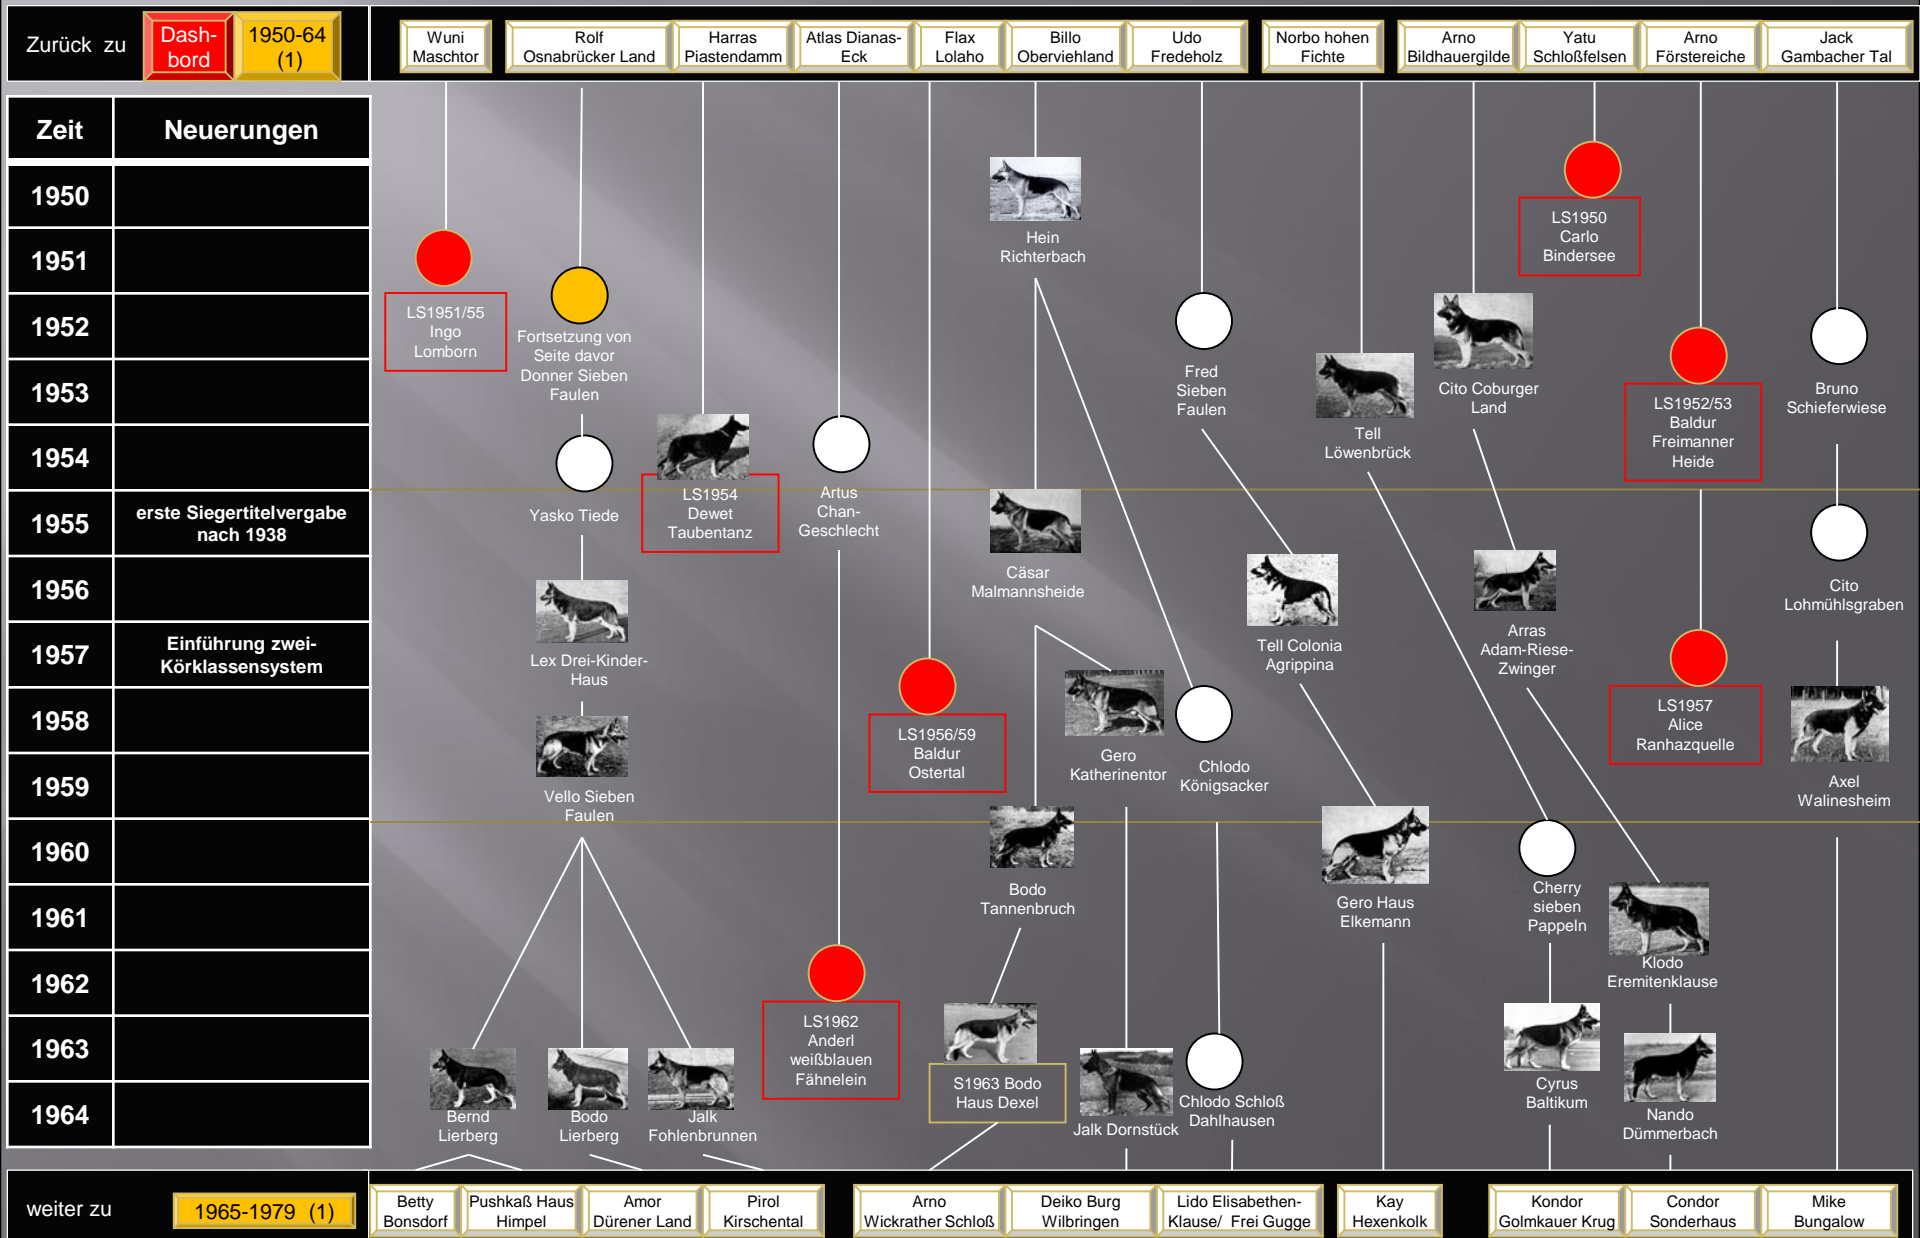 Zurück zu
Dash-
bord
1950-64
(1)
Wuni
Maschtor
Rolf
Osnabrücker Land
Harras
Piastendamm
Atlas Dianas-
Eck
Flax
Lolaho
Billo
Oberviehland
Udo
Fredeholz
Norbo hohen
Fichte
Arno
Bildhauergilde
Yatu
Schloßfelsen
Arno
Förstereiche
Jack
Gambacher Tal
Zeit
Neuerungen
1950
1951
1952
1953
1954
1955
erste Siegertitelvergabe
nach 1938
1956
1957
Einführung zwei-
Körklassensystem
1958
1959
1960
1961
1962
1963
1964
LS1951/55
Ingo
Lomborn
Fortsetzung von
Seite davor
Donner Sieben
Faulen
Yasko Tiede
Lex Drei-Kinder-
Haus
Vello Sieben
Faulen
Bernd
Lierberg
Bodo
Lierberg
Jalk
Fohlenbrunnen
LS1954
Dewet
Taubentanz
Artus
Chan-
Geschlecht
LS1962
Anderl
weißblauen
Fähnelein
LS1956/59
Baldur
Ostertal
Hein
Richterbach
Cäsar
Malmannsheide
Gero
Katherinentor
Bodo
Tannenbruch
S1963 Bodo
Haus Dexel
Jalk Dornstück
Chlodo
Königsacker
Chlodo Schloß
Dahlhausen
Fred
Sieben
Faulen
Tell Colonia
Agrippina
Gero Haus
Elkemann
Tell
Löwenbrück
Cherry
sieben
Pappeln
Cyrus
Baltikum
Cito Coburger
Land
Arras
Adam-Riese-
Zwinger
Klodo
Eremitenklause
Nando
Dümmerbach
LS1950
Carlo
Bindersee
LS1952/53
Baldur
Freimanner
Heide
LS1957
Alice
Ranhazquelle
Bruno
Schieferwiese
Cito
Lohmühlsgraben
Axel
Walinesheim
weiter zu
1965-1979 (1)
Betty
Bonsdorf
Pushkaß Haus
Himpel
Amor
Dürener Land
Pirol
Kirschental
Arno
Wickrather Schloß
Deiko Burg
Wilbringen
Lido Elisabethen-
Klause/ Frei Gugge
Kay
Hexenkolk
Kondor
Golmkauer Krug
Condor
Sonderhaus
Mike
Bungalow